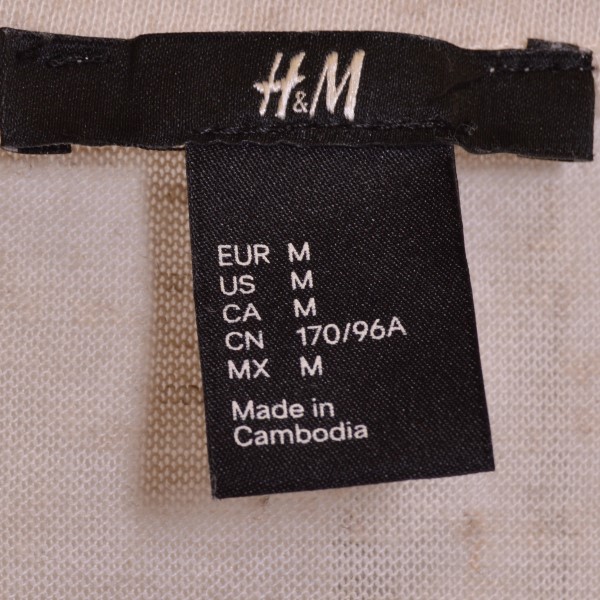 H&M
EUR M
US M
CA M
CN 170/96A
MX M
Made in
Cambodia